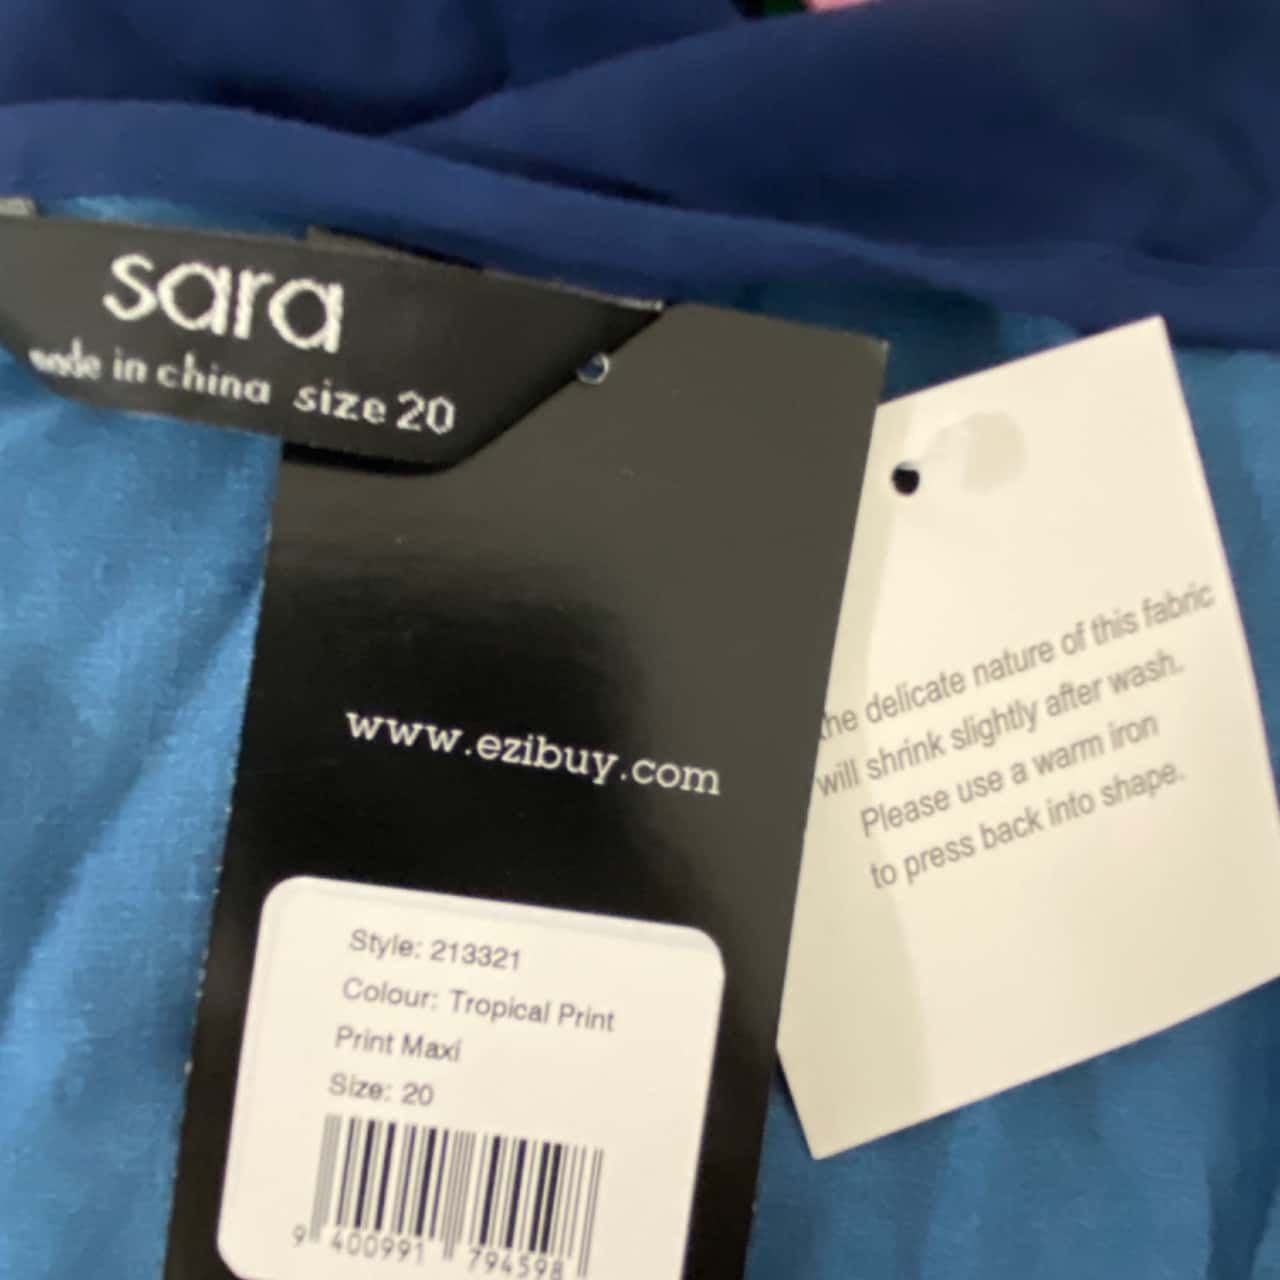 sara
made in china size 20
www.ezibuy.com
Style: 213321
Colour: Tropical Print
Print Maxi
Size: 20
9 400991 794598
the delicate nature of this fabric
will shrink slightly after wash.
Please use a warm iron
to press back into shape.